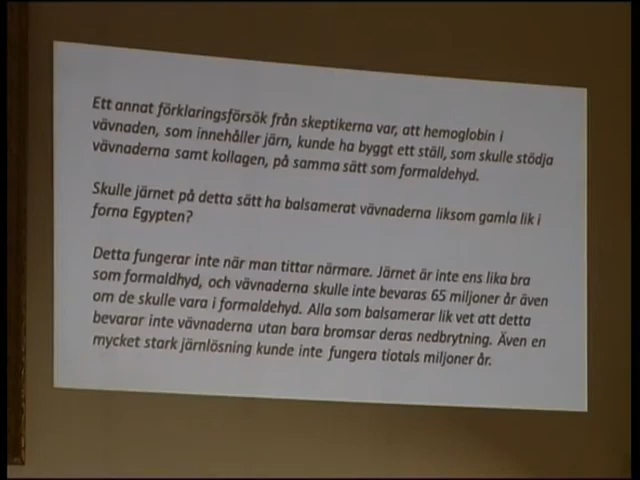 Ett annat förklaringsförsök från skeptikerna var, att hemoglobin i
vävnaden, som innehåller järn, kunde ha byggt ett ställ, som skulle stödja
vävnaderna samt kollagen, på samma sätt som formaldehyd.
Skulle järnet på detta sätt ha balsamerat vävnaderna liksom gamla lik i
forna Egypten?
Detta fungerar inte när man tittar närmare. Järnet är inte ens lika bra
som formaldhyd, och vävnaderna skulle inte bevaras 65 miljoner år även
om de skulle vara i formaldehyd. Alla som balsamerar lik vet att detta
bevarar inte vävnaderna utan bara bromsar deras nedbrytning. Även en
mycket stark järnlösning kunde inte fungera tiotals miljoner år.